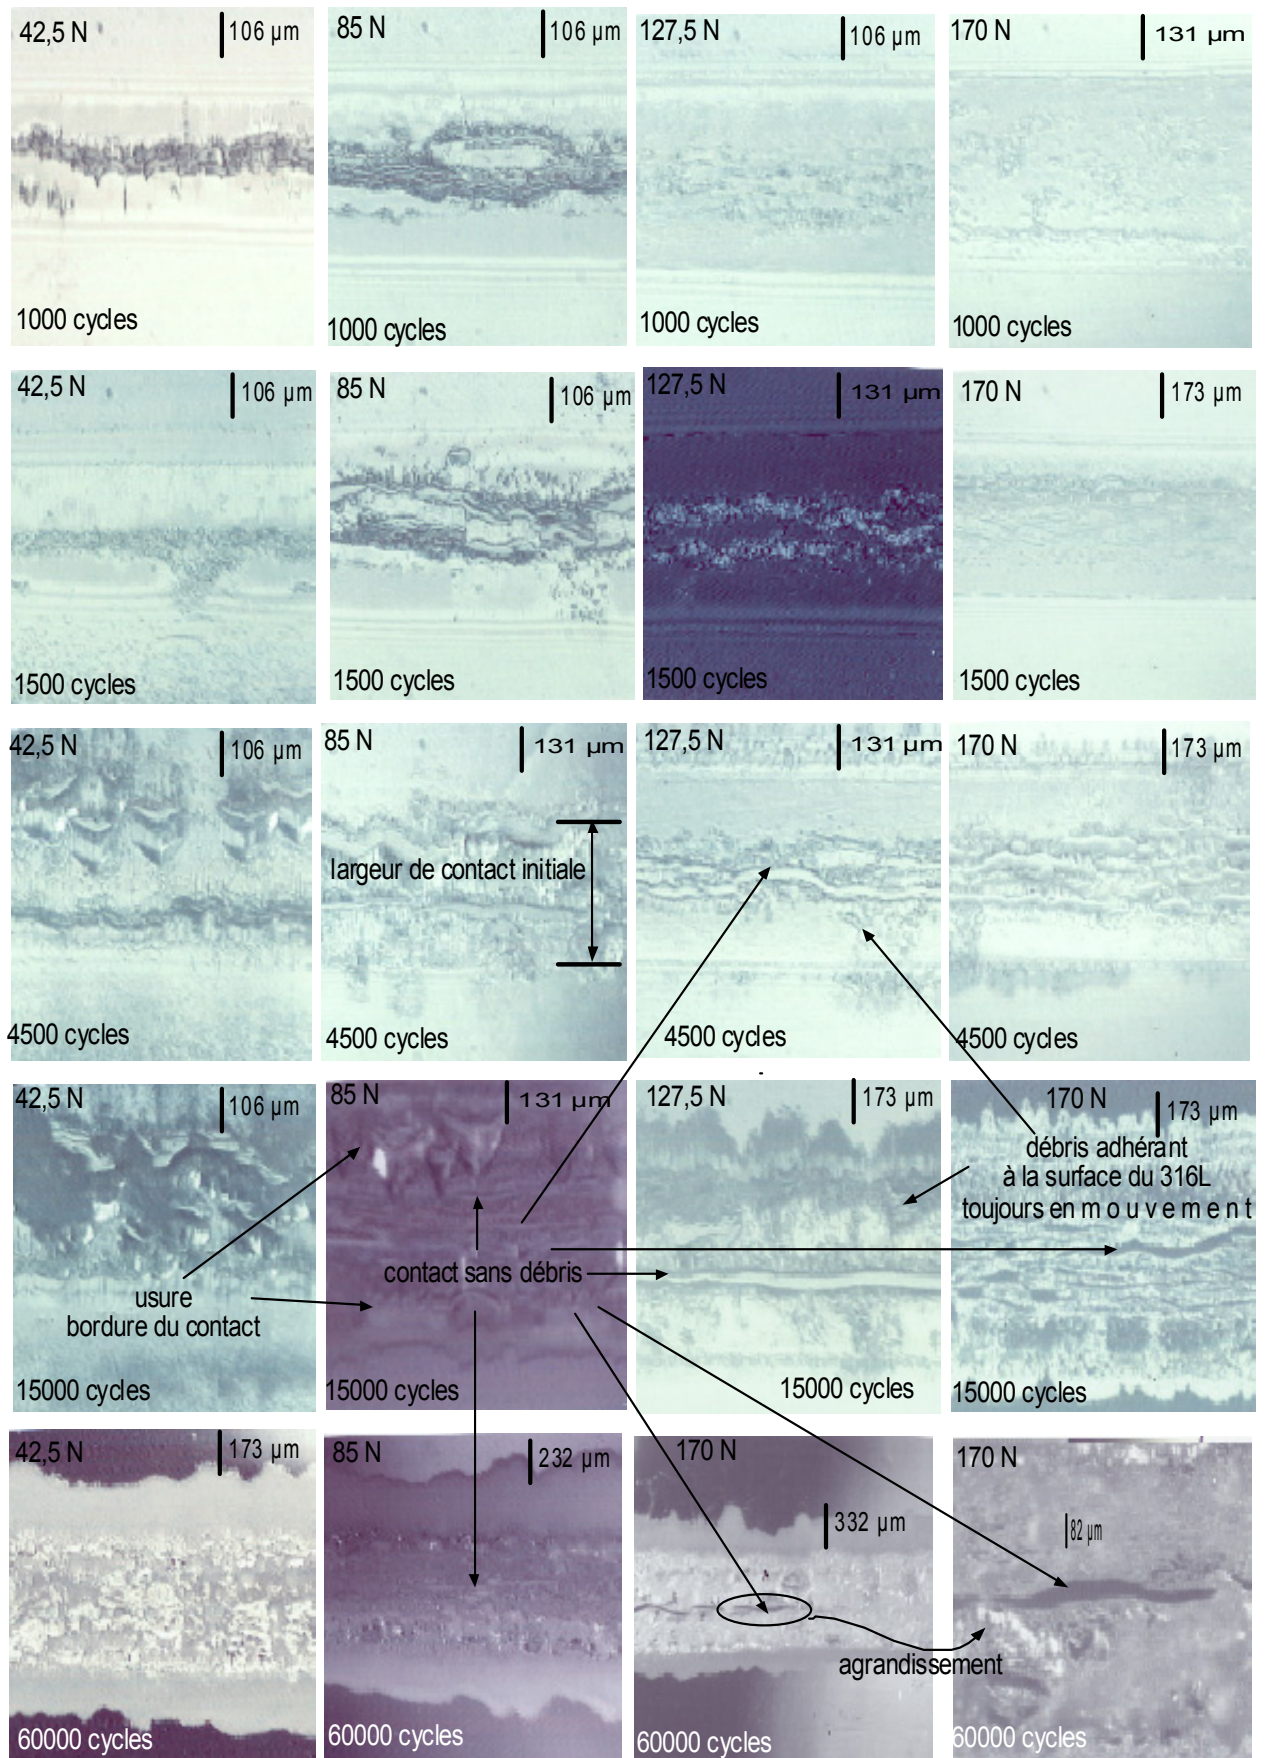 42,5 N
106 µm
85 N
106 µm
127,5 N
106 µm
170 N
131 µm
1000 cycles
1000 cycles
1000 cycles
1000 cycles
42,5 N
106 µm
85 N
106 µm
127,5 N
131 µm
170 N
173 µm
1500 cycles
1500 cycles
1500 cycles
1500 cycles
42,5 N
106 µm
85 N
131 µm
127,5 N
131 µm
170 N
173 µm
largeur de contact initiale
4500 cycles
4500 cycles
4500 cycles
4500 cycles
42,5 N
106 µm
85 N
131 µm
127,5 N
173 µm
170 N
173 µm
débris adhérant
à la surface du 316L
toujours en m o u v e m e n t
contact sans débris
usure
bordure du contact
15000 cycles
15000 cycles
15000 cycles
15000 cycles
42,5 N
173 µm
85 N
232 µm
170 N
332 µm
170 N
82 µm
agrandissement
60000 cycles
60000 cycles
60000 cycles